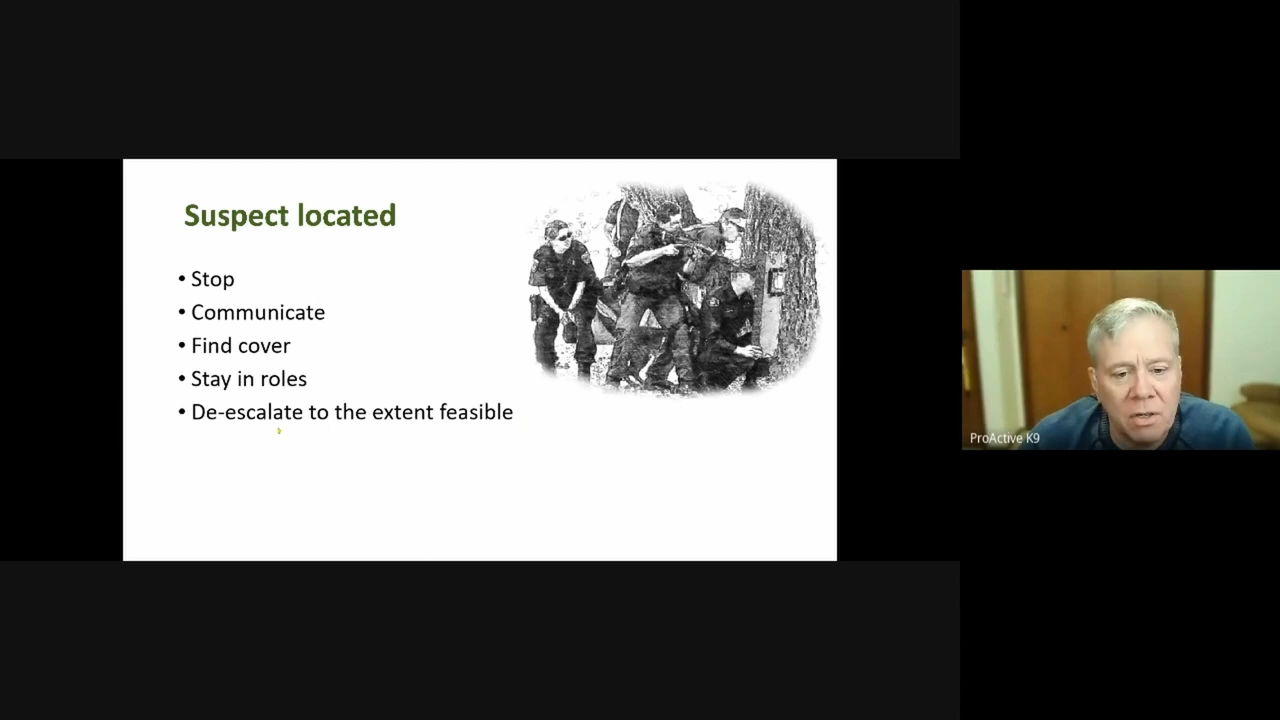 Suspect located
• Stop
• Communicate
• Find cover
• Stay in roles
• De-escalate to the extent feasible
ProActive K9